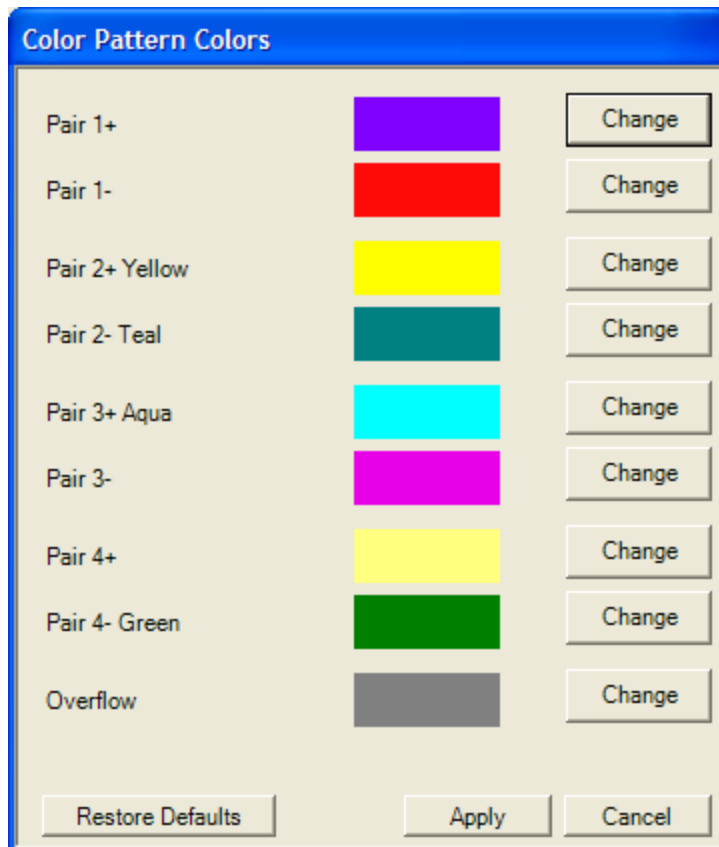 Color Pattern Colors
Pair 1+ Change
Pair 1- Change
Pair 2+ Yellow Change
Pair 2- Teal Change
Pair 3+ Aqua Change
Pair 3- Change
Pair 4+ Change
Pair 4- Green Change
Overflow Change
Restore Defaults Apply Cancel